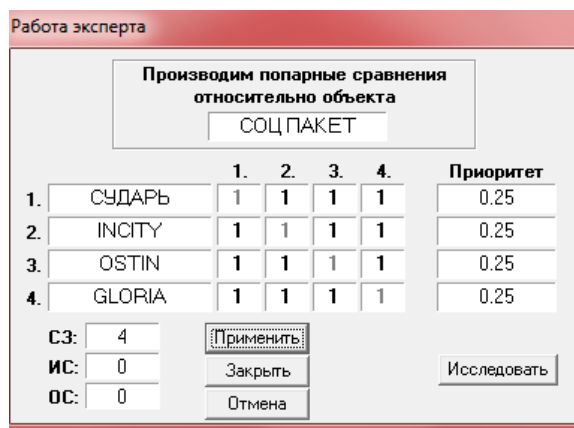 Работа эксперта
Производим попарные сравнения
относительно объекта
СОЦ ПАКЕТ
1. 2. 3. 4. Приоритет
1. СУДАРЬ 1 1 1 1 0.25
2. INCITY 1 1 1 1 0.25
3. OSTIN 1 1 1 1 0.25
4. GLORIA 1 1 1 1 0.25
СЗ: 4 Применить
ИС: 0 Закрыть Исследовать
ОС: 0 Отмена